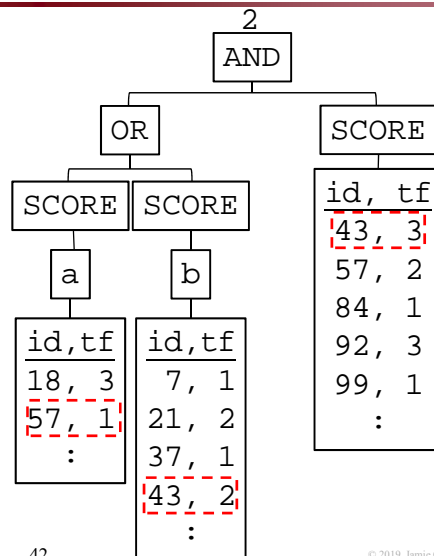 2
AND
OR
SCORE
SCORE
SCORE
a
b
id,tf
18, 3
57, 1
:
id,tf
7, 1
21, 2
37, 1
43, 2
:
id, tf
43, 3
57, 2
84, 1
92, 3
99, 1
:
42
© 2019, Jamie